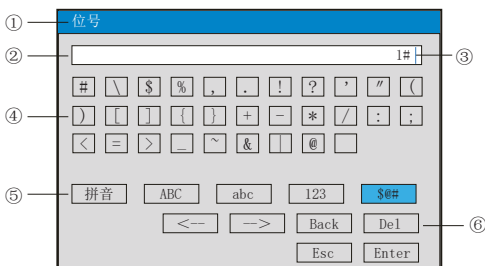 ① 位号
② 1# ③
# \ $ % , . ! ? ' " (
④ ) [ ] { } + - * / : ;
< = > _ ~ & | @
⑤ 拼音 ABC abc 123 $@#
<-- --> Back Del ⑥
Esc Enter